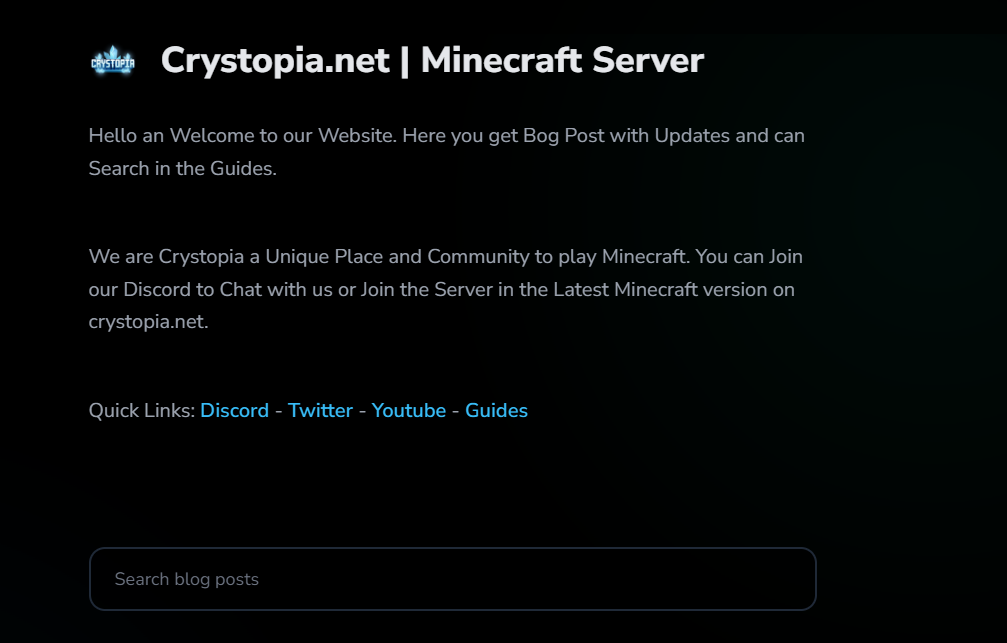 CRYSTOPIA
Crystopia.net | Minecraft Server
Hello an Welcome to our Website. Here you get Bog Post with Updates and can
Search in the Guides.
We are Crystopia a Unique Place and Community to play Minecraft. You can Join
our Discord to Chat with us or Join the Server in the Latest Minecraft version on
crystopia.net.
Quick Links: Discord - Twitter - Youtube - Guides
Search blog posts